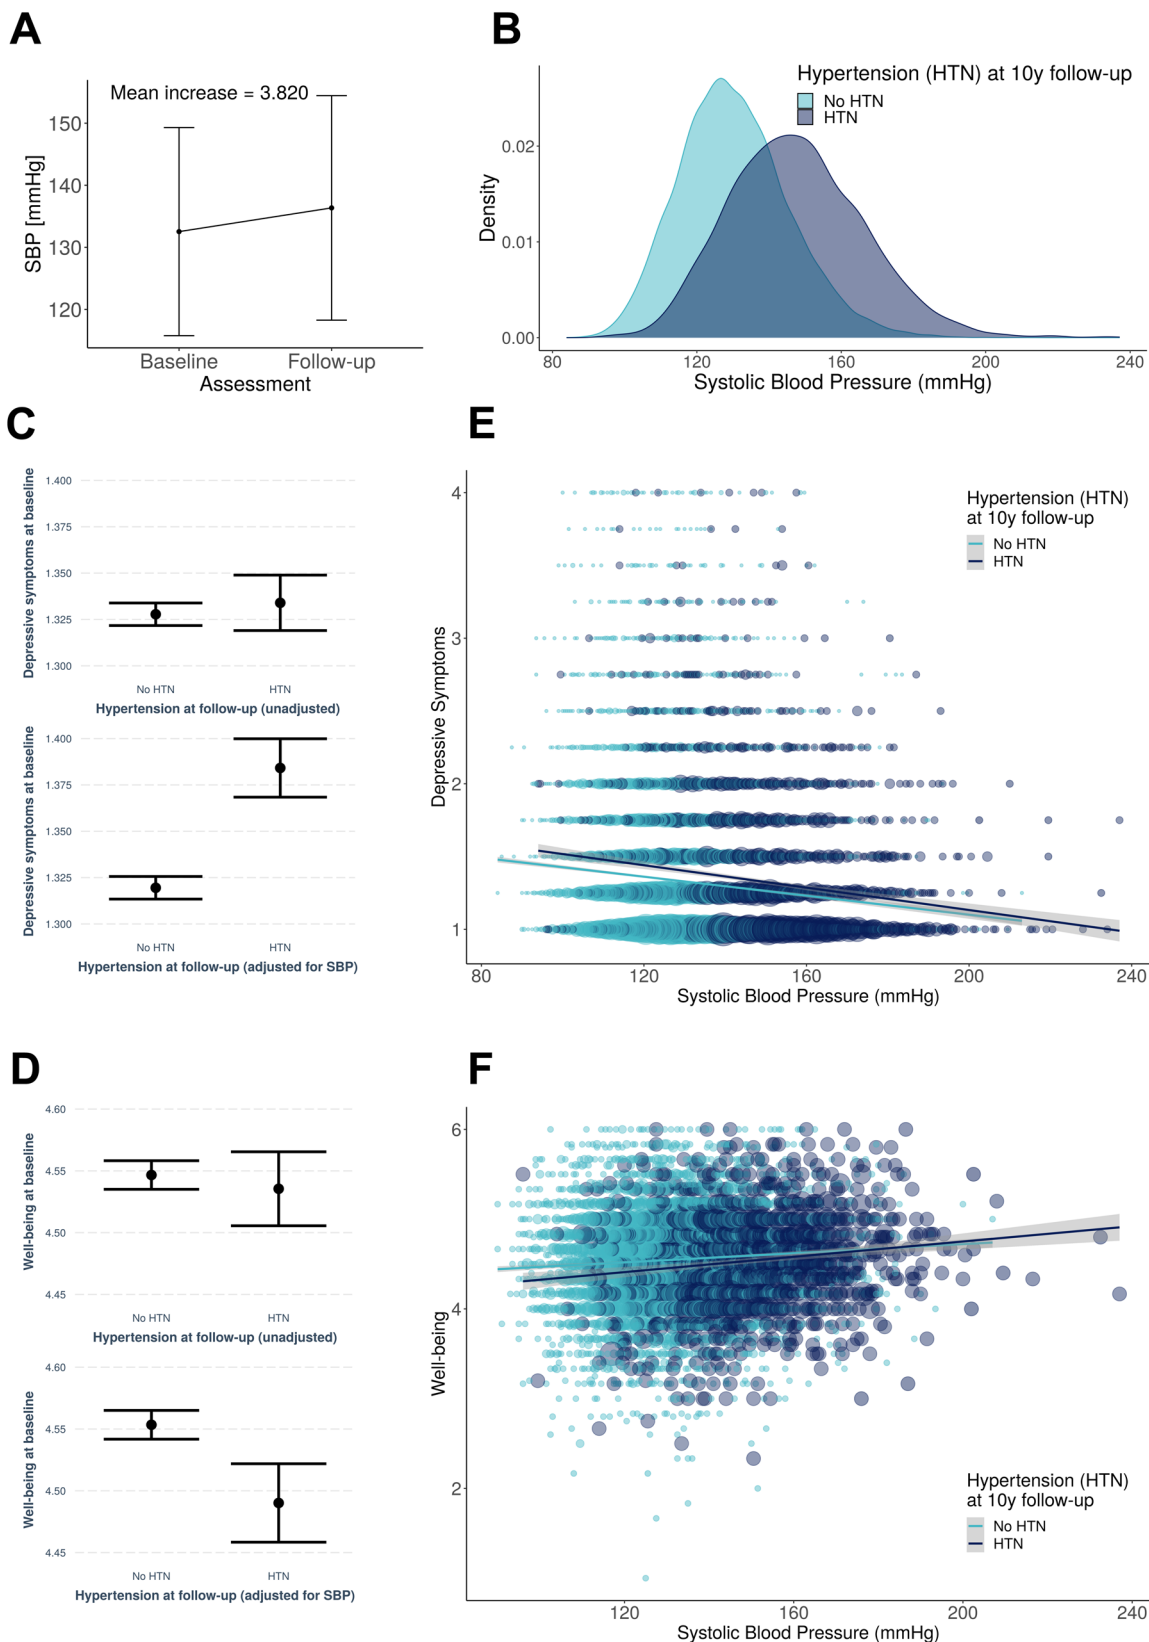 A
Mean increase = 3.820
SBP [mmHg]
150
140
130
120
Baseline
Follow-up
Assessment
B
Hypertension (HTN) at 10y follow-up
No HTN
HTN
Density
0.02
0.01
0.00
80
120
160
200
240
Systolic Blood Pressure (mmHg)
C
Depressive symptoms at baseline
1.400
1.375
1.350
1.325
1.300
No HTN
HTN
Hypertension at follow-up (unadjusted)
Depressive symptoms at baseline
1.400
1.375
1.350
1.325
1.300
No HTN
HTN
Hypertension at follow-up (adjusted for SBP)
E
Depressive Symptoms
4
3
2
1
Hypertension (HTN)
at 10y follow-up
No HTN
HTN
80
120
160
200
240
Systolic Blood Pressure (mmHg)
D
Well-being at baseline
4.60
4.55
4.50
4.45
No HTN
HTN
Hypertension at follow-up (unadjusted)
Well-being at baseline
4.60
4.55
4.50
4.45
No HTN
HTN
Hypertension at follow-up (adjusted for SBP)
F
Well-being
6
4
2
Hypertension (HTN)
at 10y follow-up
No HTN
HTN
120
160
200
240
Systolic Blood Pressure (mmHg)